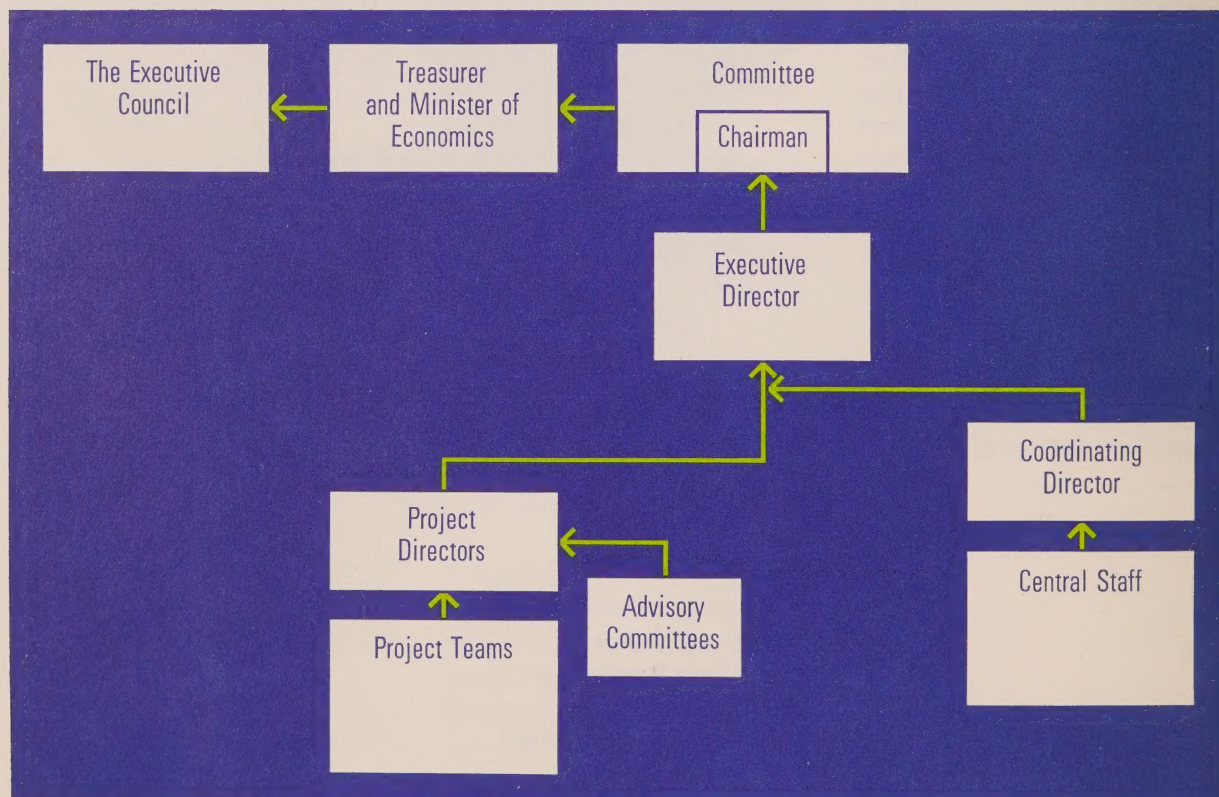 The Executive
Council
Treasurer
and Minister of
Economics
Committee
Chairman
Executive
Director
Coordinating
Director
Project
Directors
Central Staff
Advisory
Committees
Project Teams